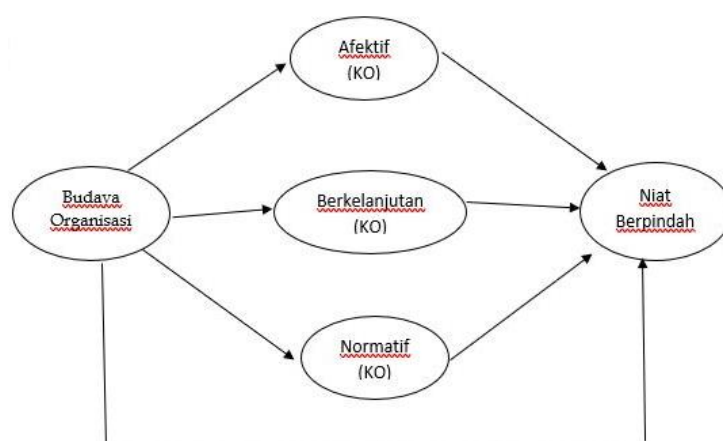 Afektif
(KO)
Budaya
Organisasi
Berkelanjutan
(KO)
Niat
Berpindah
Normatif
(KO)